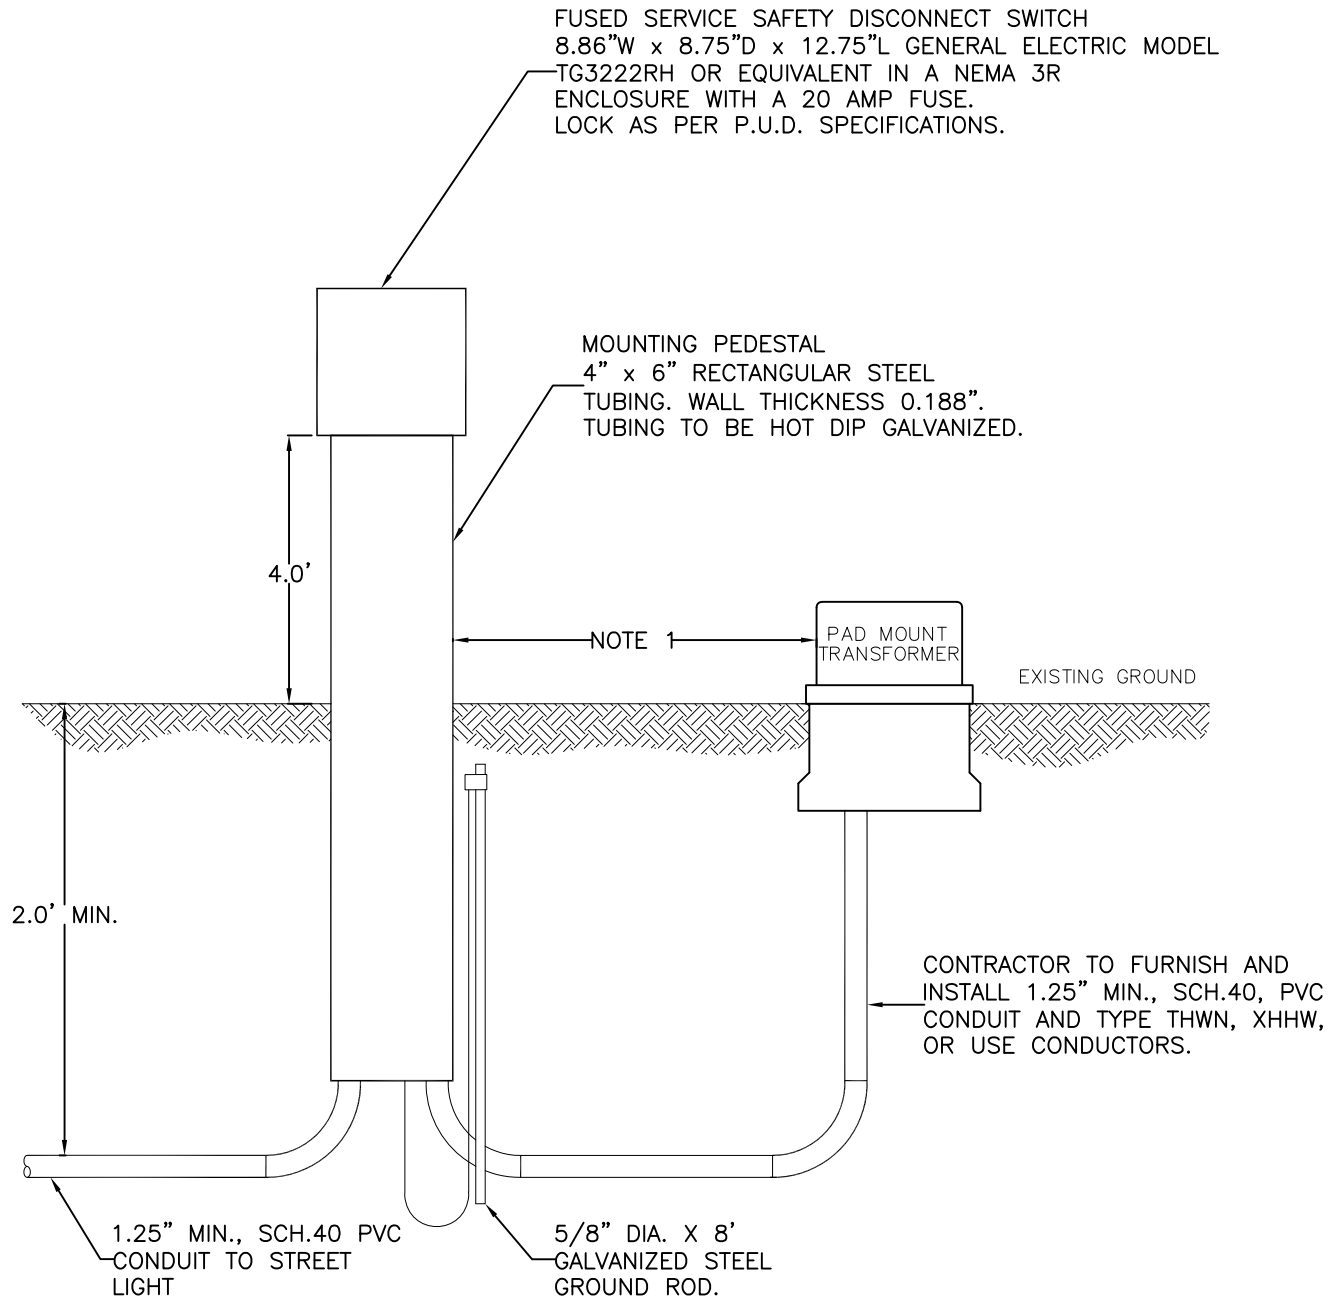 FUSED SERVICE SAFETY DISCONNECT SWITCH
8.86”W x 8.75”D x 12.75”L GENERAL ELECTRIC MODEL
TG3222RH OR EQUIVALENT IN A NEMA 3R
ENCLOSURE WITH A 20 AMP FUSE.
LOCK AS PER P.U.D. SPECIFICATIONS.
MOUNTING PEDESTAL
4” x 6” RECTANGULAR STEEL
TUBING. WALL THICKNESS 0.188”.
TUBING TO BE HOT DIP GALVANIZED.
4.0’
NOTE 1
PAD MOUNT
TRANSFORMER
EXISTING GROUND
2.0’ MIN.
CONTRACTOR TO FURNISH AND
INSTALL 1.25” MIN., SCH.40, PVC
CONDUIT AND TYPE THWN, XHHW,
OR USE CONDUCTORS.
1.25” MIN., SCH.40 PVC
CONDUIT TO STREET
LIGHT
5/8” DIA. X 8’
GALVANIZED STEEL
GROUND ROD.